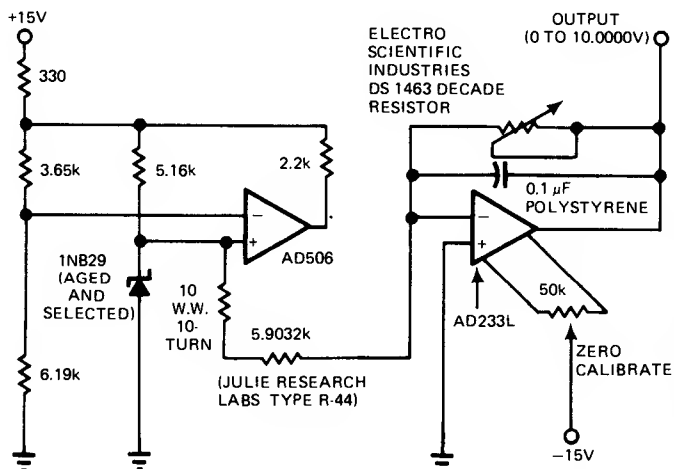 +15V
330
3.65k
5.16k
2.2k
1NB29
(AGED
AND
SELECTED)
−
+
AD506
10
W.W.
10-
TURN
5.9032k
(JULIE RESEARCH
LABS TYPE R-44)
6.19k
ELECTRO
SCIENTIFIC
INDUSTRIES
DS 1463 DECADE
RESISTOR
OUTPUT
(0 TO 10.0000V)
0.1 μF
POLYSTYRENE
−
+
AD233L
50k
ZERO
CALIBRATE
−15V